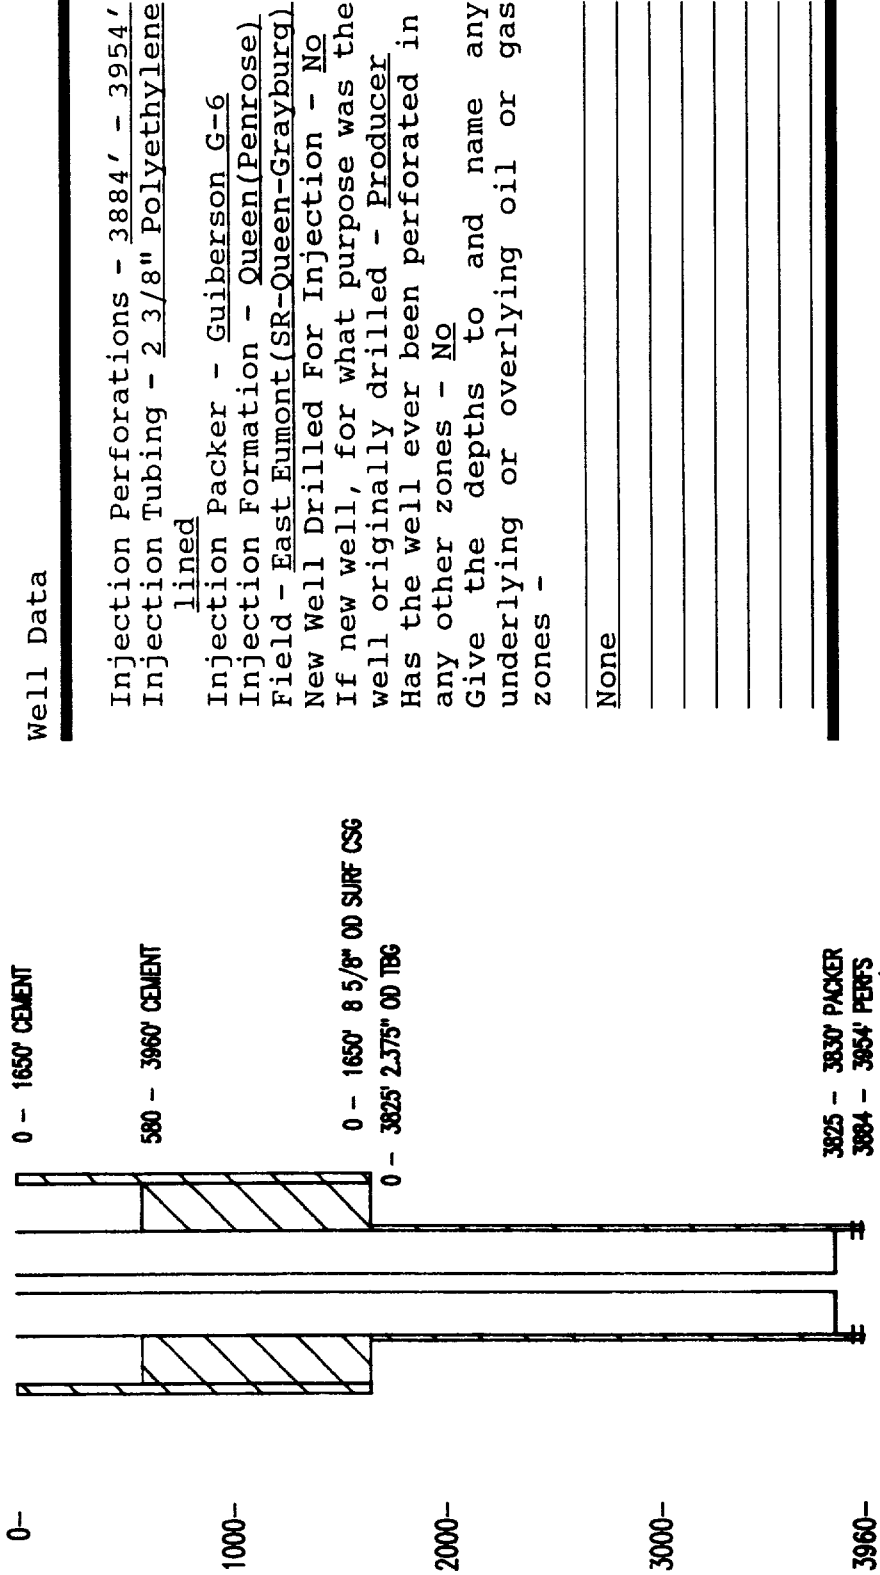 Well Data
Injection Perforations - 3884' - 3954'
Injection Tubing - 2 3/8" Polyethylene
lined
Injection Packer - Guiberson G-6
Injection Formation - Queen(Penrose)
Field - East Eumont(SR-Queen-Grayburg)
New Well Drilled For Injection - No
If new well, for what purpose was the
well originally drilled - Producer
Has the well ever been perforated in
any other zones - No
Give the depths to and name any
underlying or overlying oil or gas
zones -
None
0 - 1650' CEMENT
580 - 3960' CEMENT
0 - 1650' 8 5/8" OD SURF CSG
0 - 3825' 2.375" OD TBG
3825 - 3830' PACKER
3884 - 3954' PERFS
0-
1000-
2000-
3000-
3960-